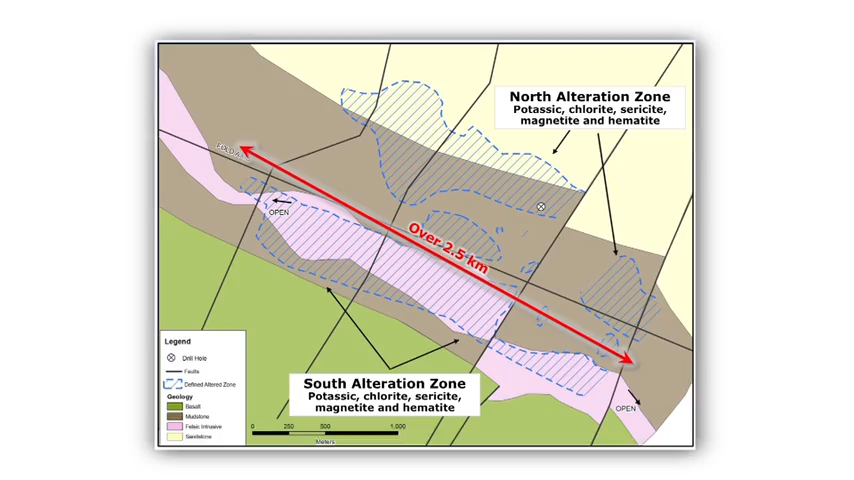 North Alteration Zone
Potassic, chlorite, sericite,
magnetite and hematite
OPEN
Over 2.5 km
Legend
Drill Hole
Faults
Defined Altered Zone
Geology
Basalt
Mudstone
Felsic Intrusive
Sandstone
South Alteration Zone
Potassic, chlorite, sericite,
magnetite and hematite
OPEN
0 250 500 1,000
Meters